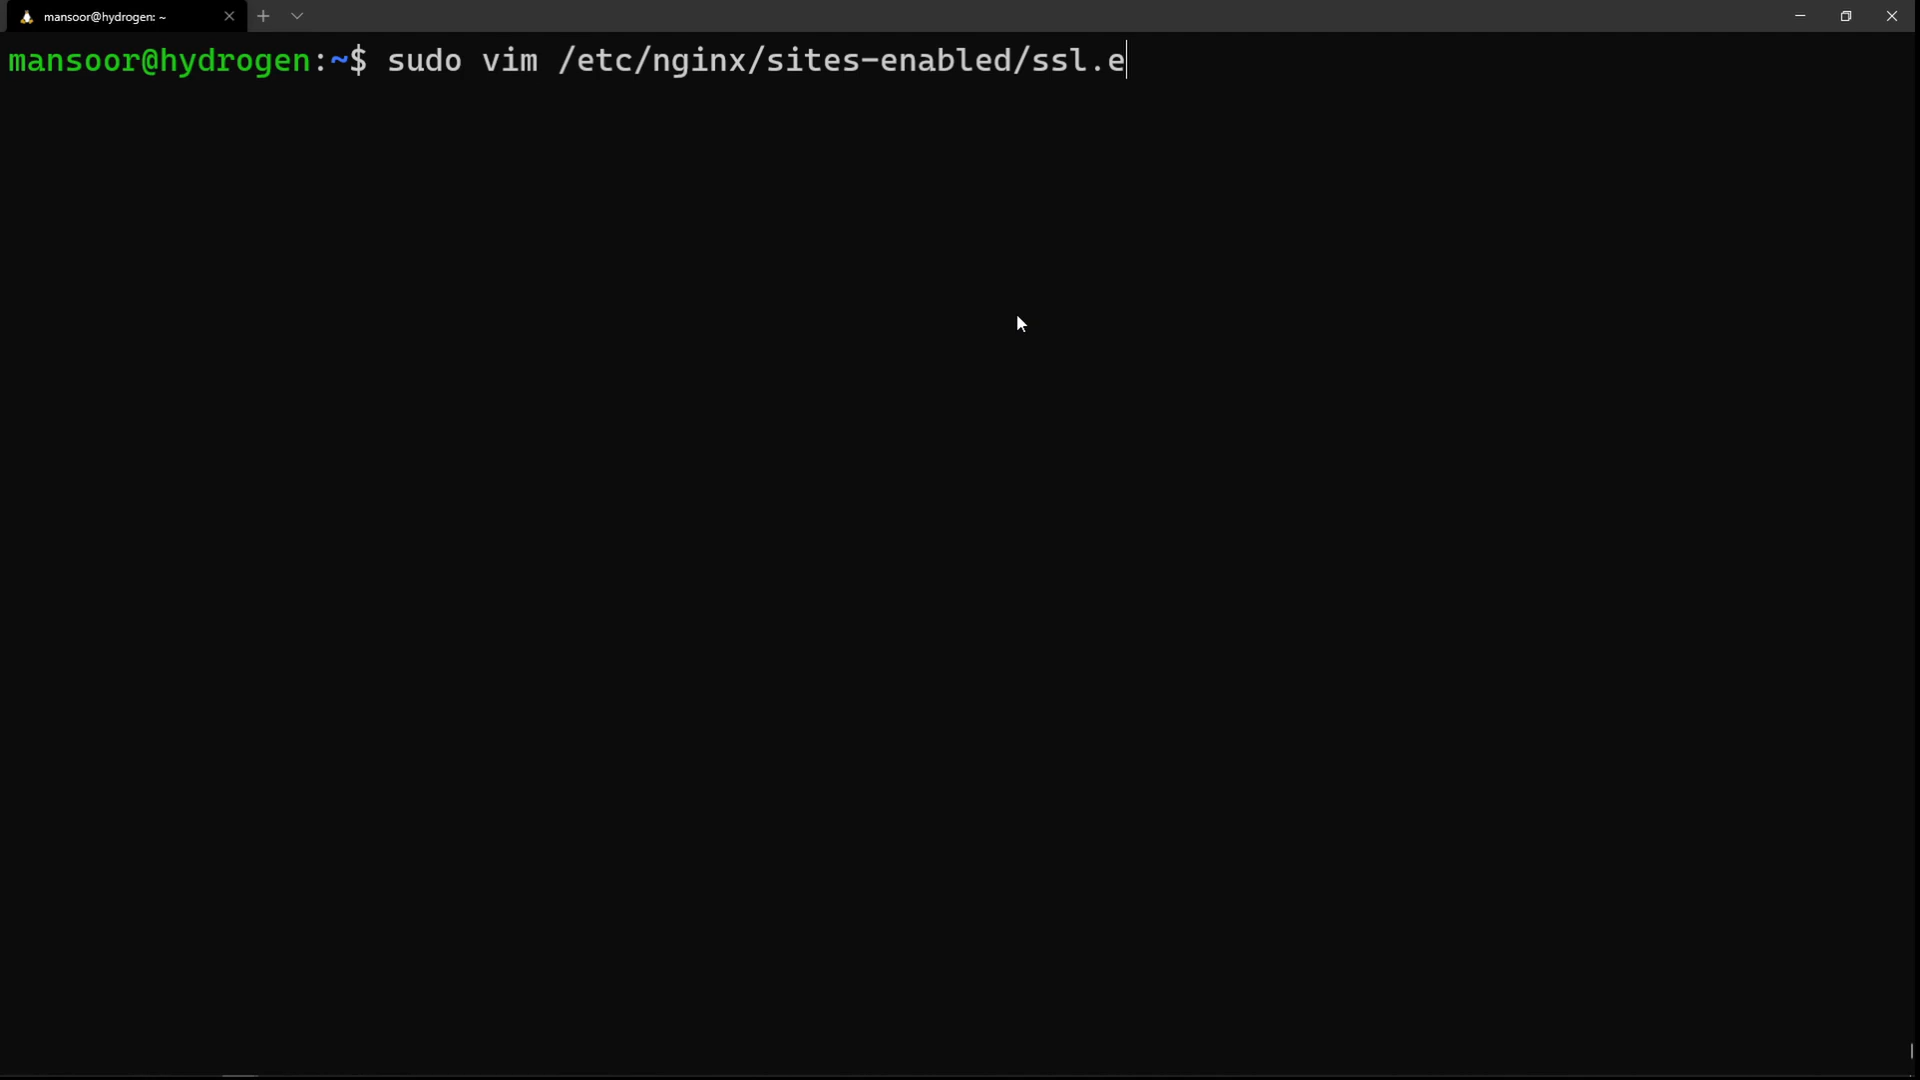 mansoor@hydrogen: ~
mansoor@hydrogen:~$ sudo vim /etc/nginx/sites-enabled/ssl.e